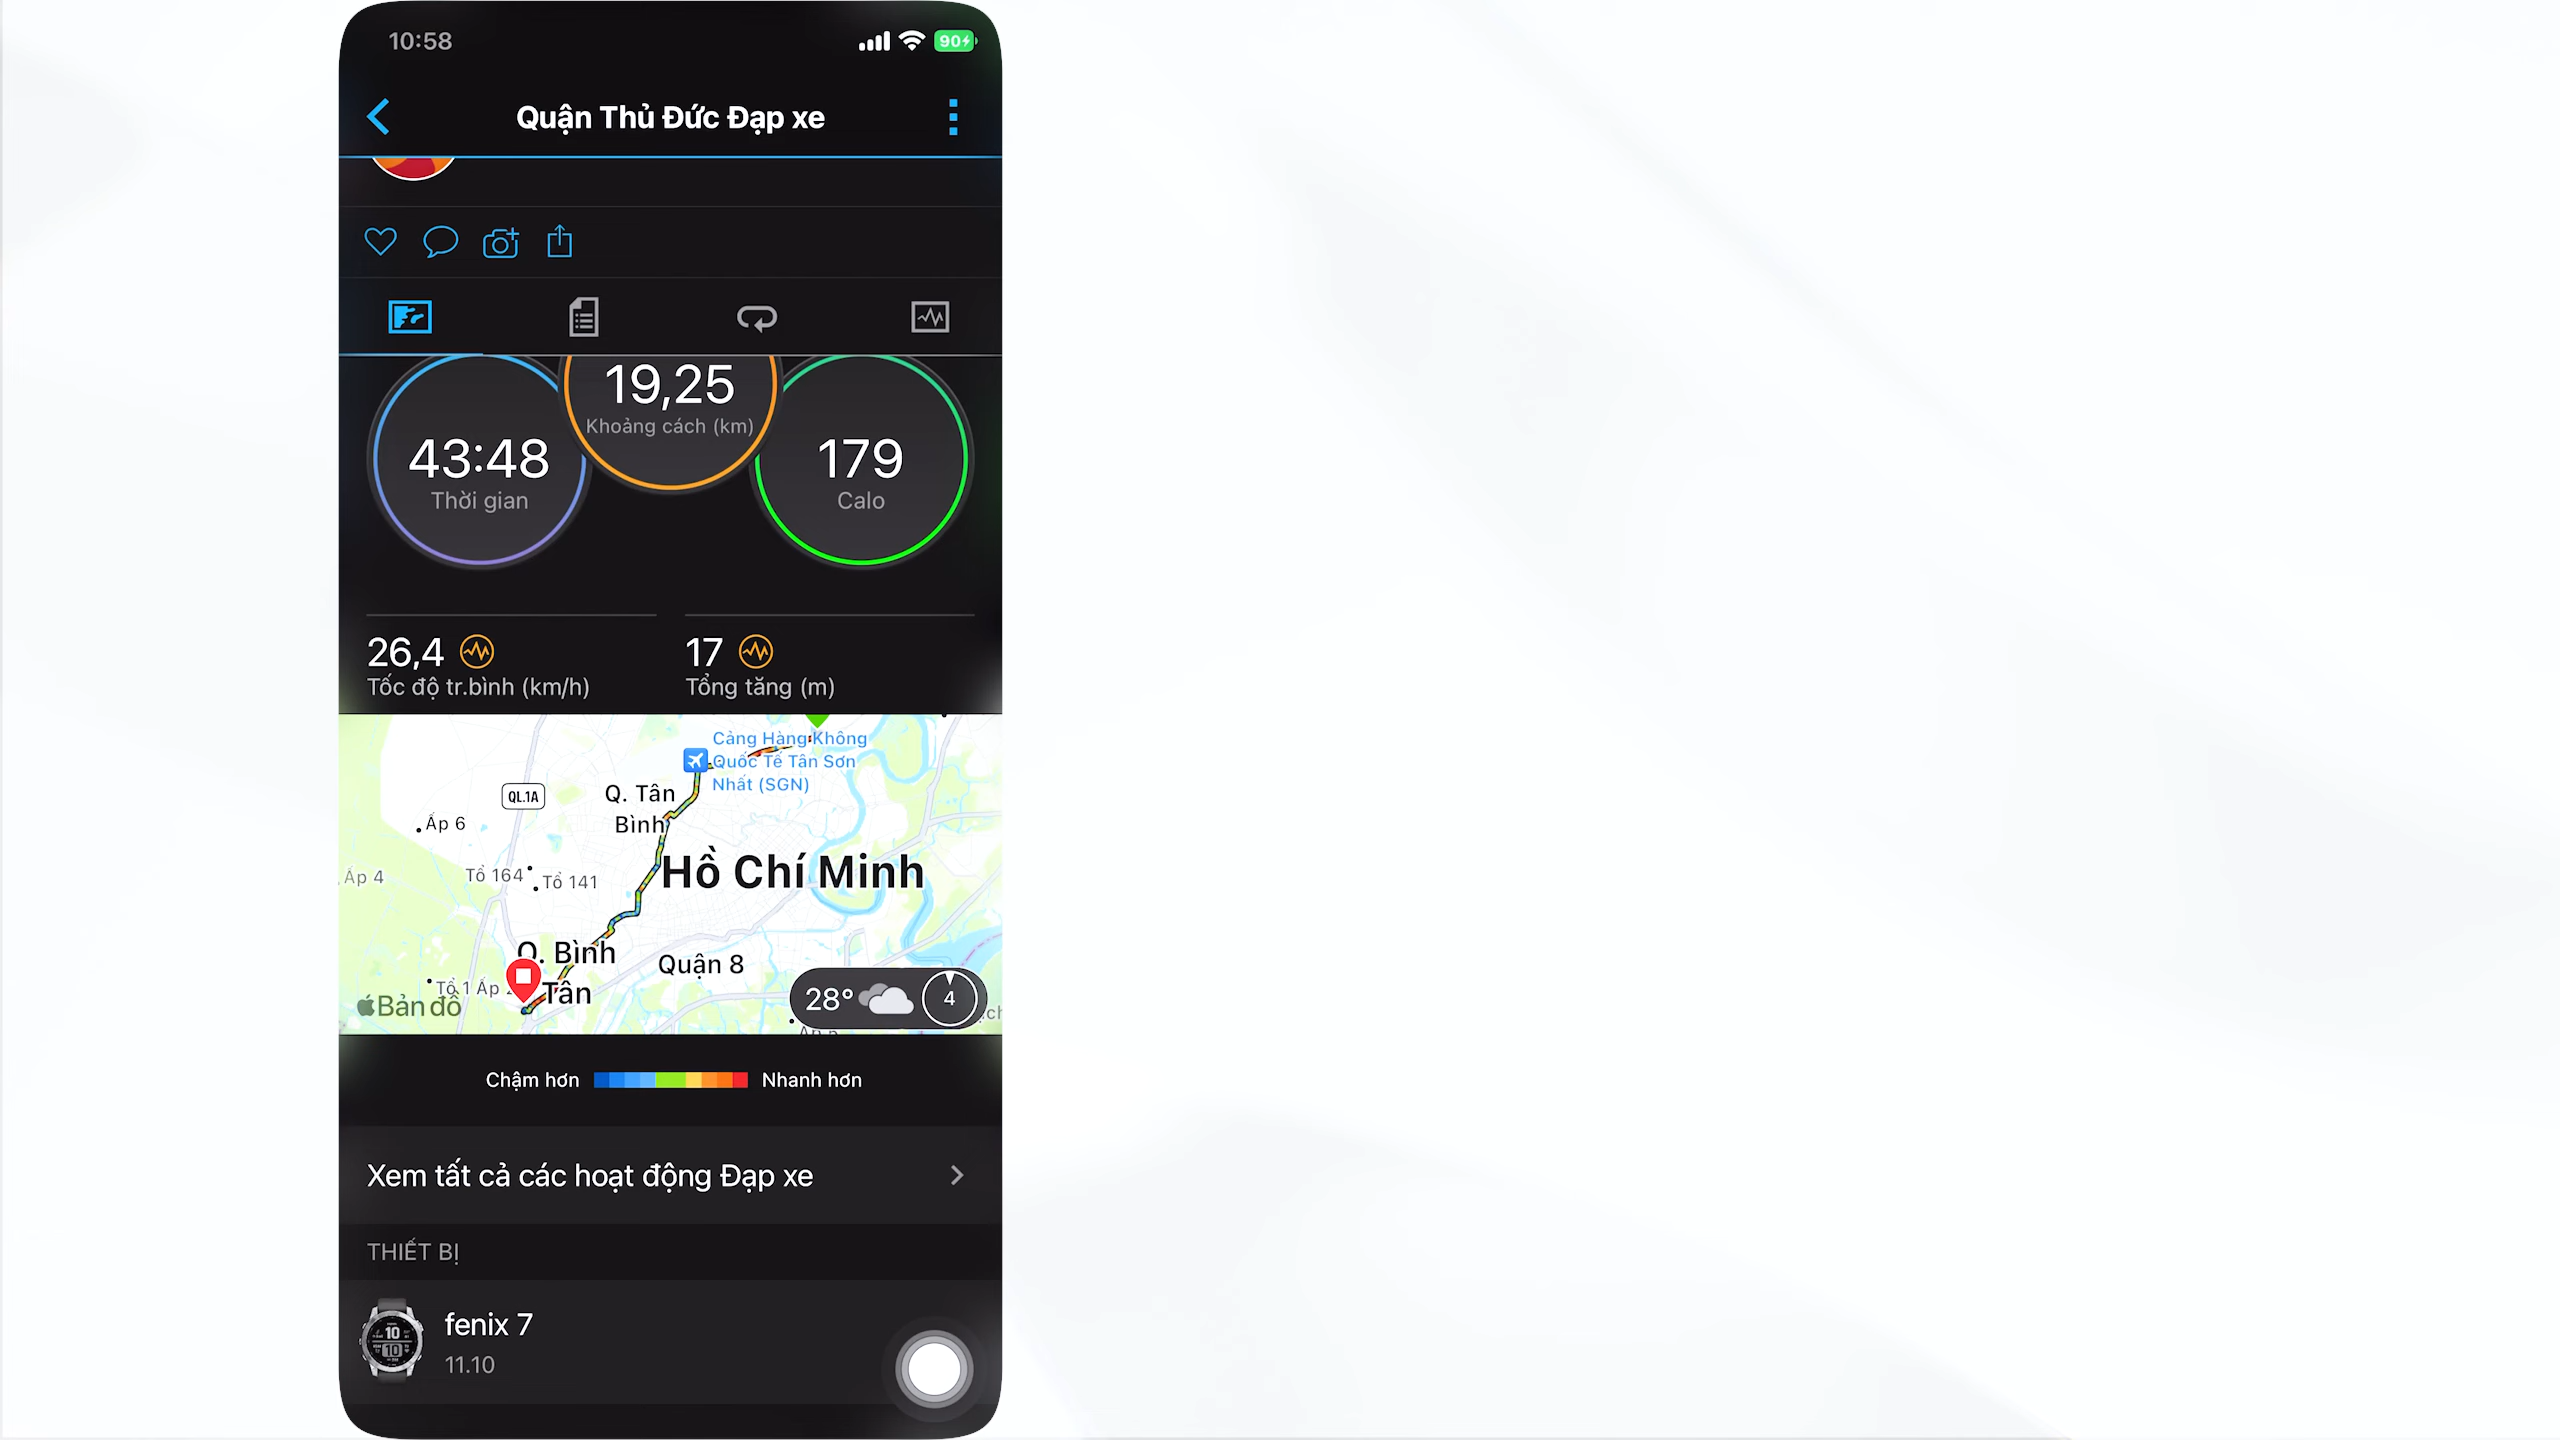 10:58
90
Quận Thủ Đức Đạp xe
19,25
Khoảng cách (km)
43:48
Thời gian
179
Calo
26,4
Tốc độ tr.bình (km/h)
17
Tổng tăng (m)
Cảng Hàng Không
Quốc Tế Tân Sơn
Nhất (SGN)
QL.1A
Q. Tân
Bình
Ấp 6
Hồ Chí Minh
Ấp 4
Tổ 164
Tổ 141
Q. Bình
Tân
Quận 8
Tổ 1 Ấp
Bản đồ
28°
4
Chậm hơn
Nhanh hơn
Xem tất cả các hoạt động Đạp xe
THIẾT BỊ
10
10
fenix 7
11.10